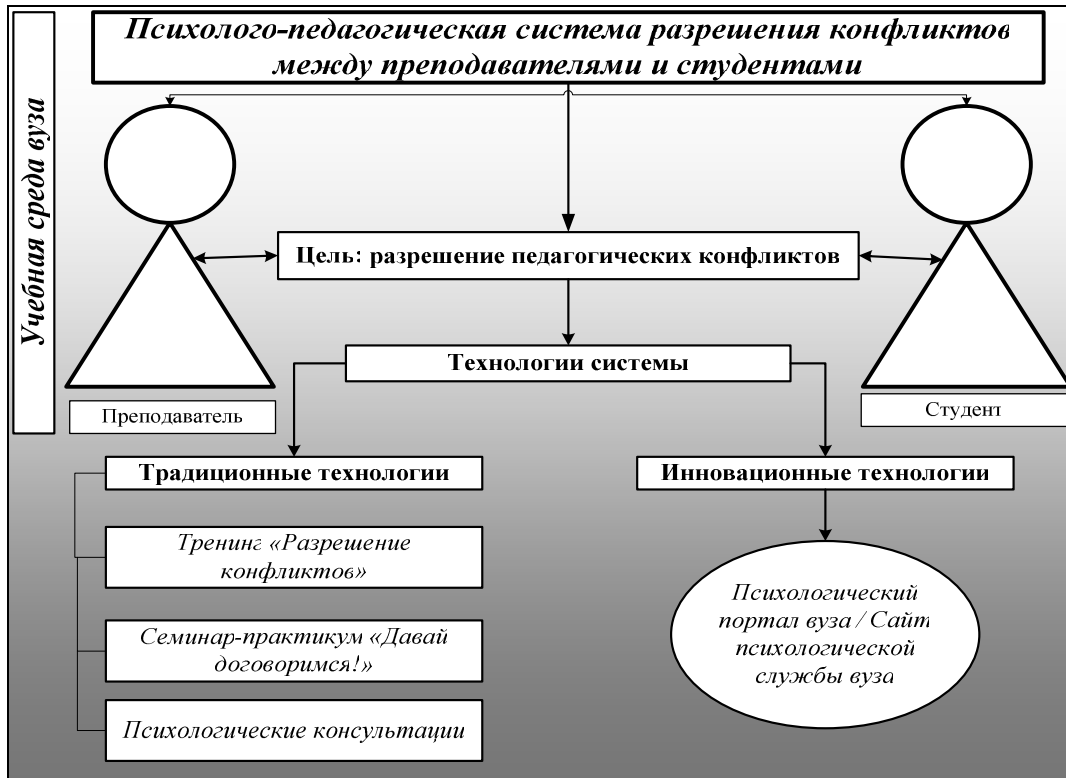 Психолого-педагогическая система разрешения конфликтов
между преподавателями и студентами
Учебная среда вуза
Цель: разрешение педагогических конфликтов
Технологии системы
Преподаватель
Студент
Традиционные технологии
Инновационные технологии
Тренинг «Разрешение
конфликтов»
Семинар-практикум «Давай
договоримся!»
Психологические консультации
Психологический
портал вуза / Сайт
психологической
службы вуза